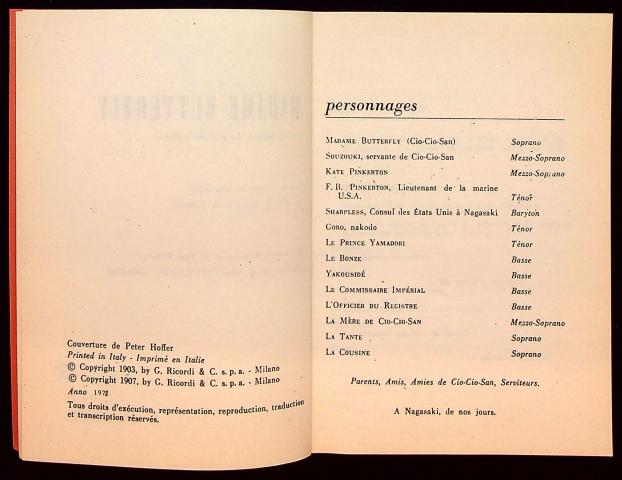 Couverture de Peter Hoffer
Printed in Italy - Imprimé en Italie
© Copyright 1903, by G. Ricordi & C. s.p.a. - Milano
© Copyright 1907, by G. Ricordi & C. s.p.a. - Milano
Anno 1978
Tous droits d'exécution, représentation, reproduction, traduction
et transcription réservés.
personnages
MADAME BUTTERFLY (Cio-Cio-San) Soprano
SOUZOUKI, servante de Cio-Cio-San Mezzo-Soprano
KATE PINKERTON Mezzo-Soprano
F. B. PINKERTON, Lieutenant de la marine
U.S.A. Ténor
SHARPLESS, Consul des États Unis à Nagasaki Baryton
GORO, nakodo Ténor
LE PRINCE YAMADORI Ténor
LE BONZE Basse
YAKOUSIDÉ Basse
LE COMMISSAIRE IMPÉRIAL Basse
L'OFFICIER DU REGISTRE Basse
LA MÈRE DE CIO-CIO-SAN Mezzo-Soprano
LA TANTE Soprano
LA COUSINE Soprano
Parents, Amis, Amies de Cio-Cio-San, Serviteurs.
A Nagasaki, de nos jours.